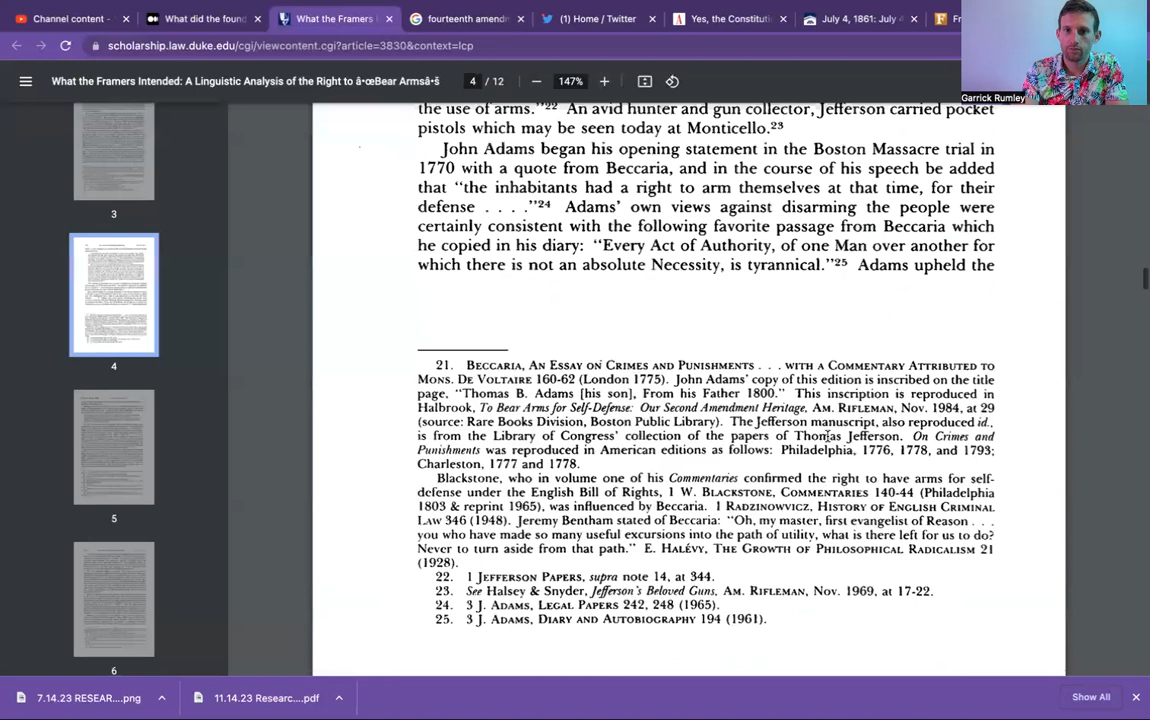 Channel content -
What did the found
What the Framers I
fourteenth amendm
(1) Home / Twitter
Yes, the Constituti
July 4, 1861: July 4
Fr
scholarship.law.duke.edu/cgi/viewcontent.cgi?article=3830&context=lcp
Garrick Rumley
What the Framers Intended: A Linguistic Analysis of the Right to â•œBear Armsâ•š
4 / 12
147%
3
4
5
6
the use of arms."22 An avid hunter and gun collector, Jefferson carried pocket
pistols which may be seen today at Monticello.23
John Adams began his opening statement in the Boston Massacre trial in
1770 with a quote from Beccaria, and in the course of his speech be added
that "the inhabitants had a right to arm themselves at that time, for their
defense . . . ."24 Adams' own views against disarming the people were
certainly consistent with the following favorite passage from Beccaria which
he copied in his diary: "Every Act of Authority, of one Man over another for
which there is not an absolute Necessity, is tyrannical."25 Adams upheld the
21. BECCARIA, AN ESSAY ON CRIMES AND PUNISHMENTS . . . WITH A COMMENTARY ATTRIBUTED TO
MONS. DE VOLTAIRE 160-62 (London 1775). John Adams' copy of this edition is inscribed on the title
page, "Thomas B. Adams [his son], From his Father 1800." This inscription is reproduced in
Halbrook, To Bear Arms for Self-Defense: Our Second Amendment Heritage, AM. RIFLEMAN, Nov. 1984, at 29
(source: Rare Books Division, Boston Public Library). The Jefferson manuscript, also reproduced id.,
is from the Library of Congress' collection of the papers of Thomas Jefferson. On Crimes and
Punishments was reproduced in American editions as follows: Philadelphia, 1776, 1778, and 1793;
Charleston, 1777 and 1778.
Blackstone, who in volume one of his Commentaries confirmed the right to have arms for self-
defense under the English Bill of Rights, 1 W. BLACKSTONE, COMMENTARIES 140-44 (Philadelphia
1803 & reprint 1965), was influenced by Beccaria. 1 RADZINOWVICZ, HISTORY OF ENGLISH CRIMINAL
LAW 346 (1948). Jeremy Bentham stated of Beccaria: "Oh, my master, first evangelist of Reason . . .
you who have made so many useful excursions into the path of utility, what is there left for us to do?
Never to turn aside from that path." E. HALÉVY, THE GROWTH OF PHILOSOPHICAL RADICALISM 21
(1928).
22. 1 JEFFERSON PAPERS, supra note 14, at 344.
23. See Halsey & Snyder, Jefferson's Beloved Guns, AM. RIFLEMAN, Nov. 1969, at 17-22.
24. 3 J. ADAMS, LEGAL PAPERS 242, 248 (1965).
25. 3 J. ADAMS, DIARY AND AUTOBIOGRAPHY 194 (1961).
7.14.23 RESEAR....png
11.14.23 Researc....pdf
Show All